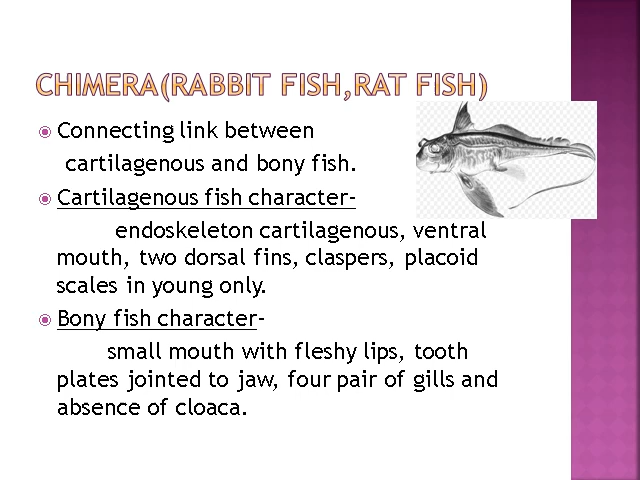 CHIMERA(RABBIT FISH,RAT FISH)
Connecting link between
cartilagenous and bony fish.
Cartilagenous fish character-
endoskeleton cartilagenous, ventral
mouth, two dorsal fins, claspers, placoid
scales in young only.
Bony fish character-
small mouth with fleshy lips, tooth
plates jointed to jaw, four pair of gills and
absence of cloaca.